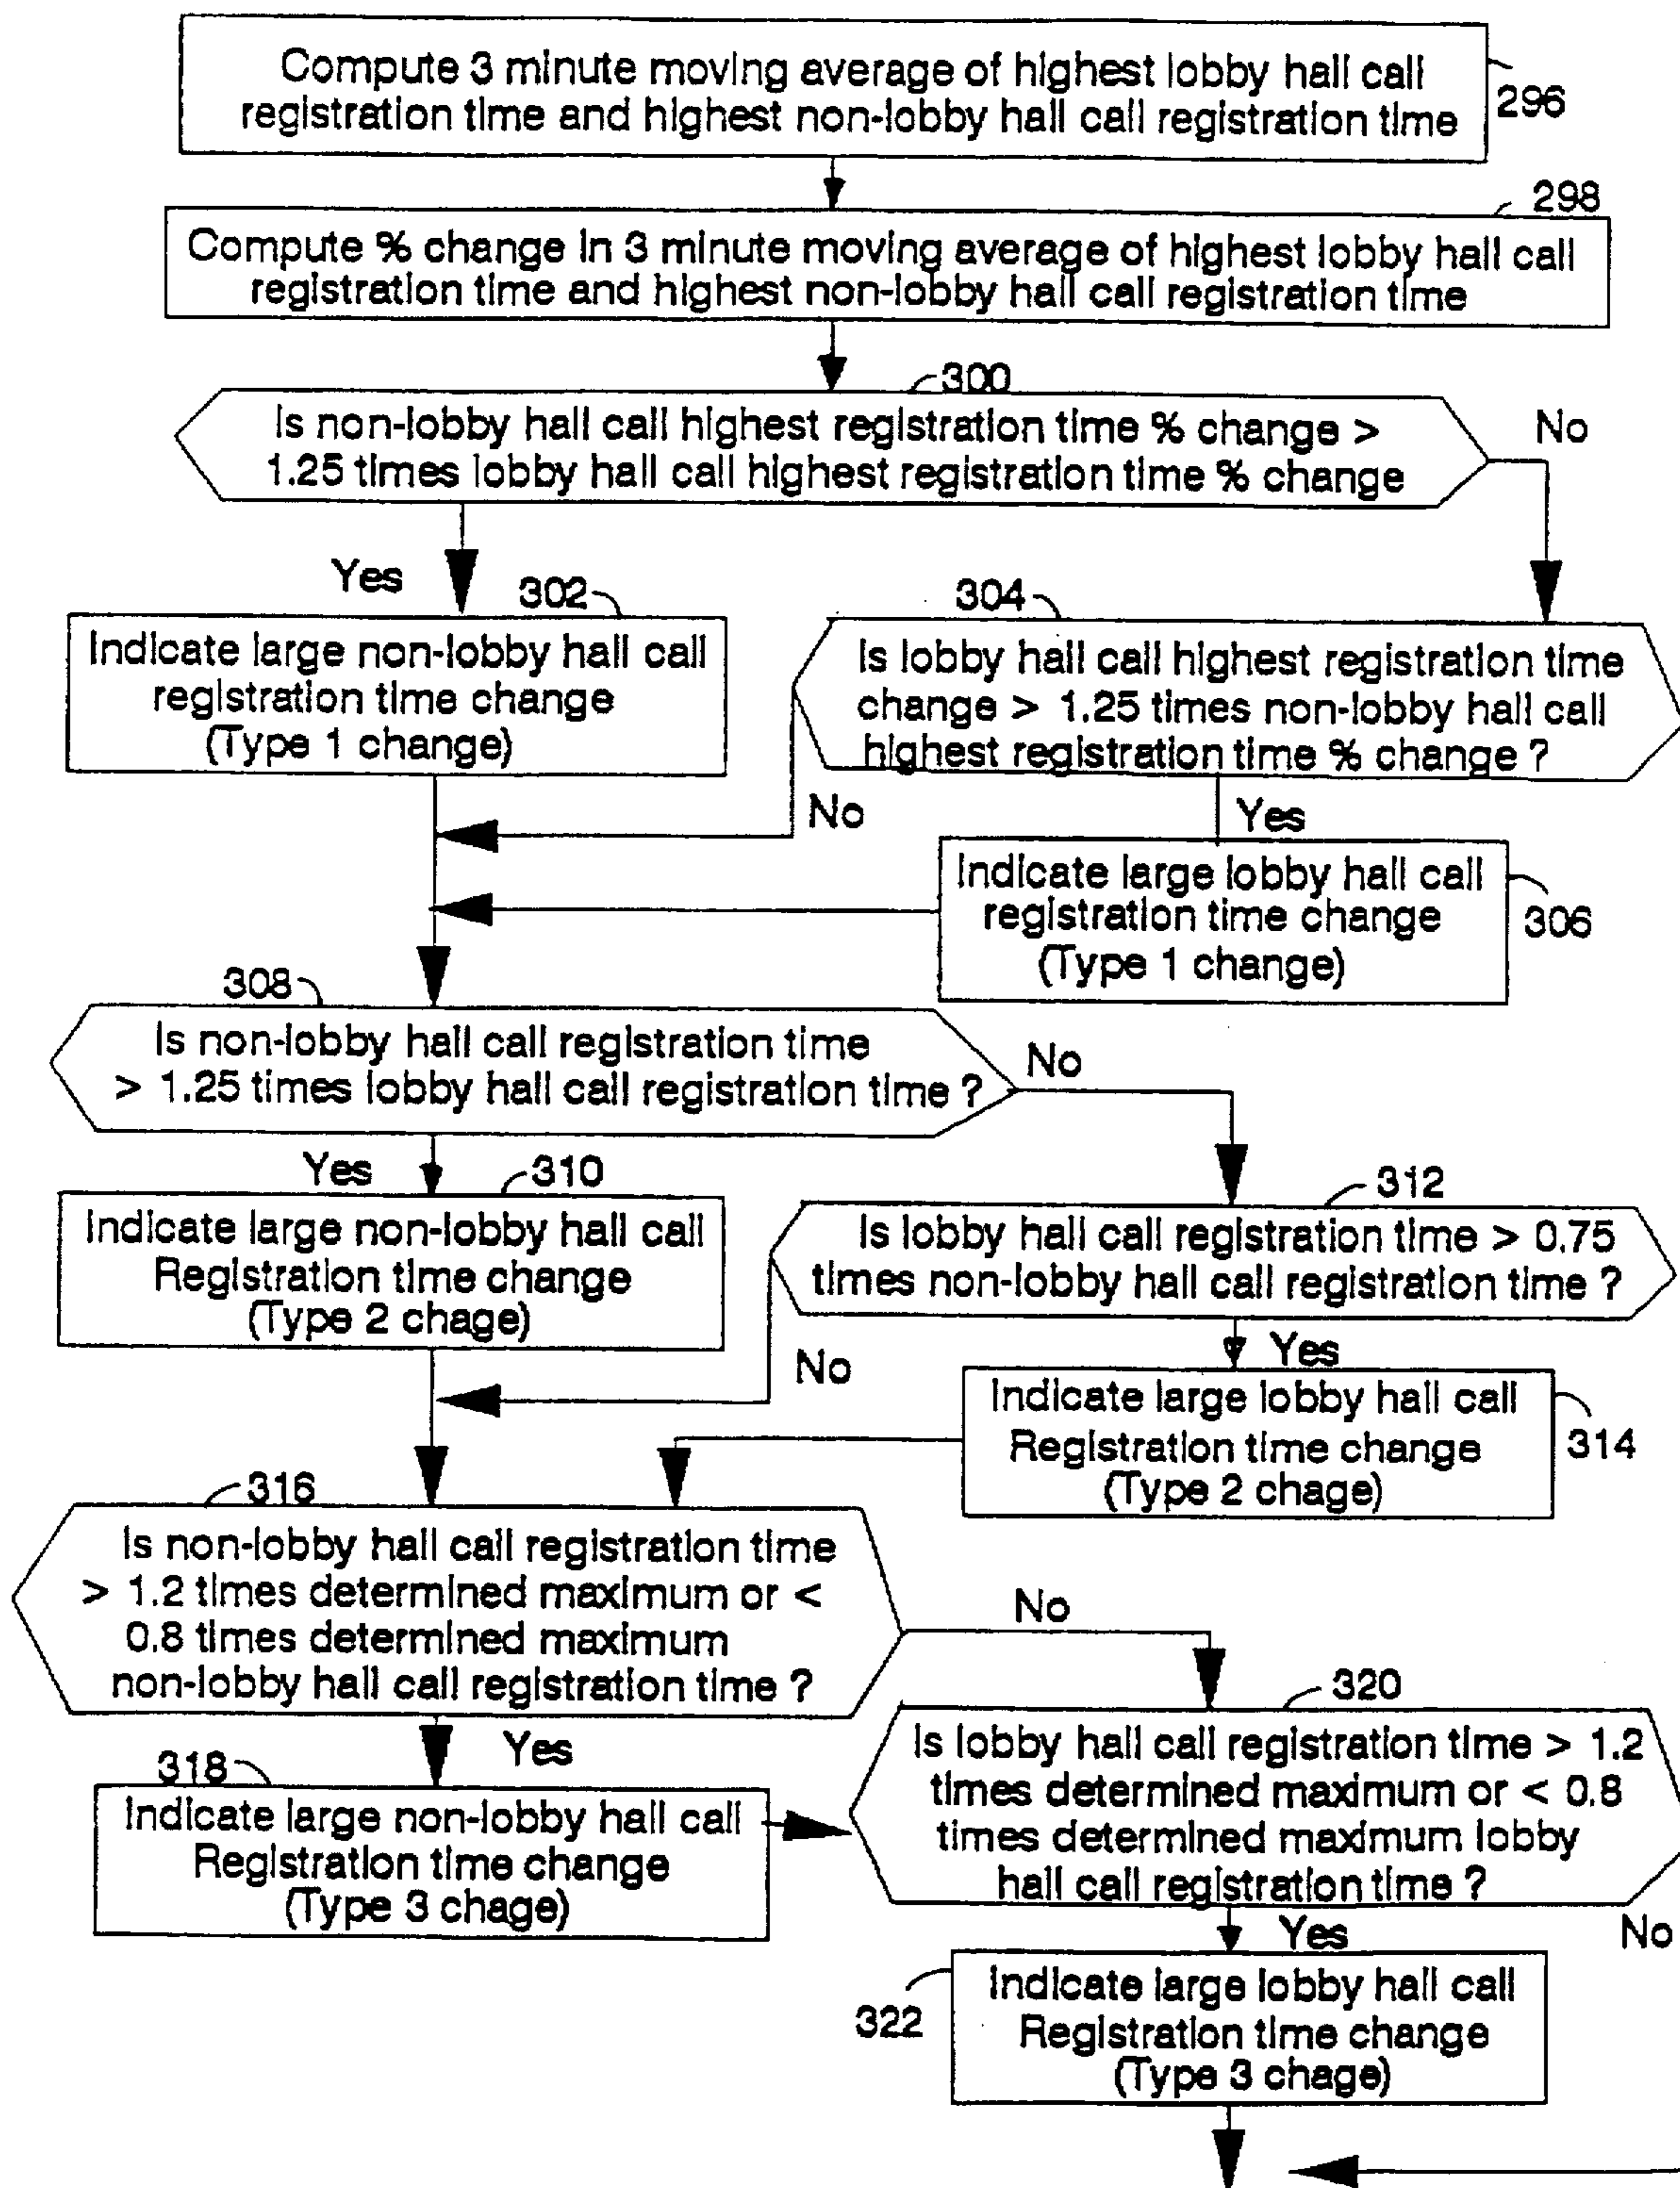 Compute 3 minute moving average of highest lobby hall call
registration time and highest non-lobby hall call registration time
296
298
Compute % change in 3 minute moving average of highest lobby hall call
registration time and highest non-lobby hall call registration time
300
Is non-lobby hall call highest registration time % change >
1.25 times lobby hall call highest registration time % change
No
Yes
302
Indicate large non-lobby hall call
registration time change
(Type 1 change)
304
Is lobby hall call highest registration time
change > 1.25 times non-lobby hall call
highest registration time % change ?
No
Yes
Indicate large lobby hall call
registration time change
(Type 1 change)
306
308
Is non-lobby hall call registration time
> 1.25 times lobby hall call registration time ?
No
Yes
310
Indicate large non-lobby hall call
Registration time change
(Type 2 chage)
312
Is lobby hall call registration time > 0.75
times non-lobby hall call registration time ?
No
Yes
Indicate large lobby hall call
Registration time change
(Type 2 chage)
314
316
Is non-lobby hall call registration time
> 1.2 times determined maximum or <
0.8 times determined maximum
non-lobby hall call registration time ?
No
Yes
318
Indicate large non-lobby hall call
Registration time change
(Type 3 chage)
320
Is lobby hall call registration time > 1.2
times determined maximum or < 0.8
times determined maximum lobby
hall call registration time ?
Yes
No
322
Indicate large lobby hall call
Registration time change
(Type 3 chage)